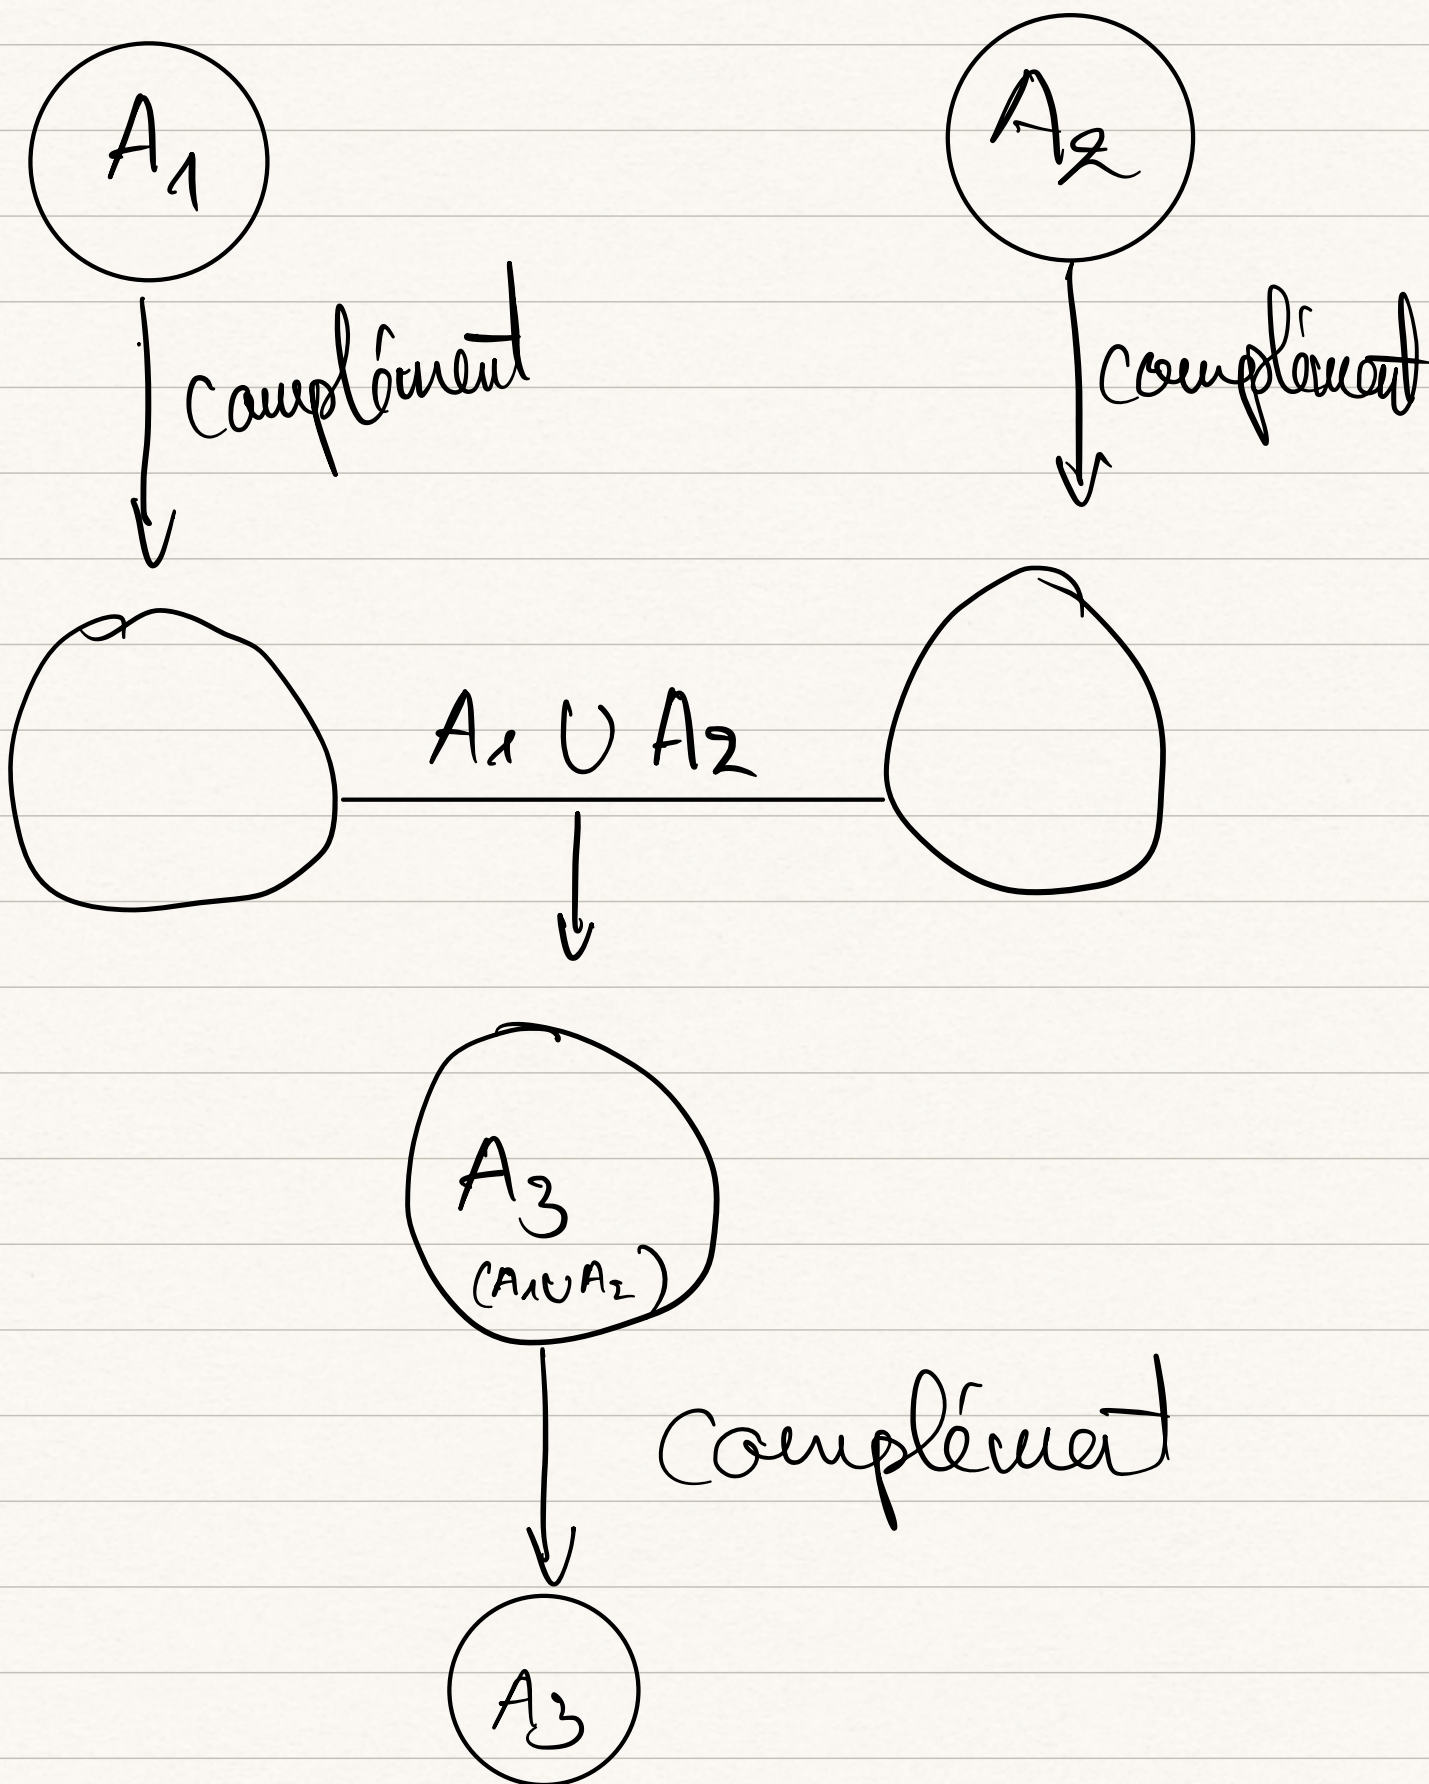 A1
A2
complément
complément
A1 ∪ A2
A3
(A1∪A2)
Complément
A3